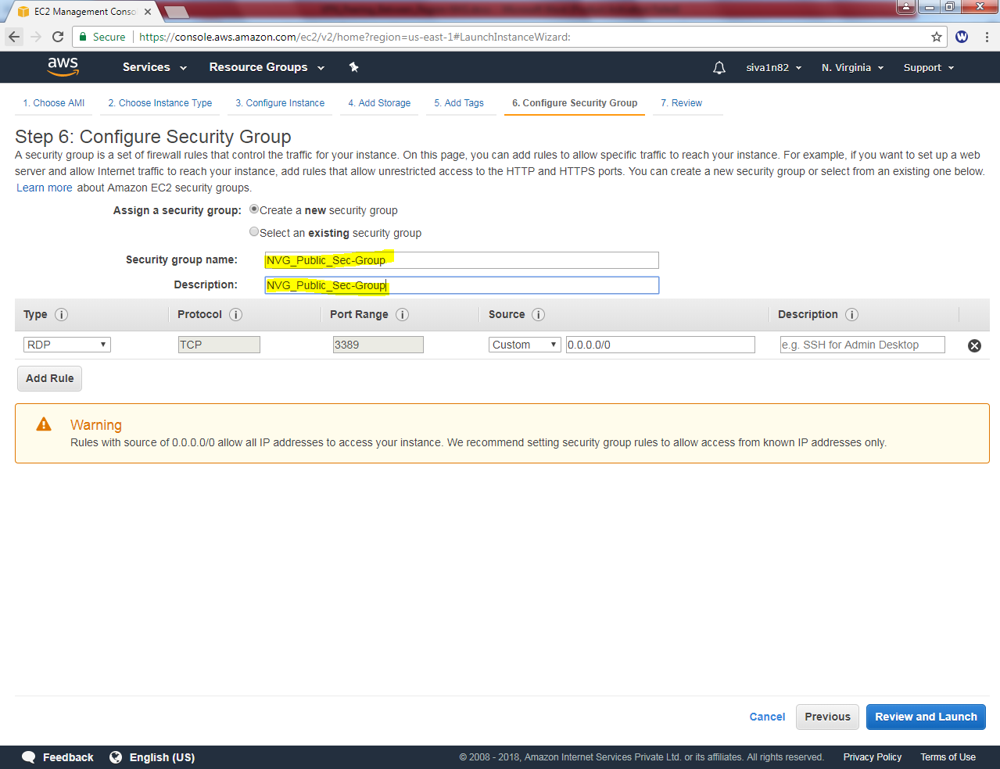 EC2 Management Conso
Secure https://console.aws.amazon.com/ec2/v2/home?region=us-east-1#LaunchInstanceWizard:
W
aws Services Resource Groups siva1n82 N. Virginia Support
1. Choose AMI 2. Choose Instance Type 3. Configure Instance 4. Add Storage 5. Add Tags 6. Configure Security Group 7. Review
Step 6: Configure Security Group
A security group is a set of firewall rules that control the traffic for your instance. On this page, you can add rules to allow specific traffic to reach your instance. For example, if you want to set up a web
server and allow Internet traffic to reach your instance, add rules that allow unrestricted access to the HTTP and HTTPS ports. You can create a new security group or select from an existing one below.
Learn more about Amazon EC2 security groups.
Assign a security group: Create a new security group
Select an existing security group
Security group name: NVG_Public_Sec-Group
Description: NVG_Public_Sec-Group
Type i Protocol i Port Range i Source i Description i
RDP TCP 3389 Custom 0.0.0.0/0 e.g. SSH for Admin Desktop
Add Rule
Warning
Rules with source of 0.0.0.0/0 allow all IP addresses to access your instance. We recommend setting security group rules to allow access from known IP addresses only.
Cancel Previous Review and Launch
Feedback English (US) © 2008 - 2018, Amazon Internet Services Private Ltd. or its affiliates. All rights reserved. Privacy Policy Terms of Use